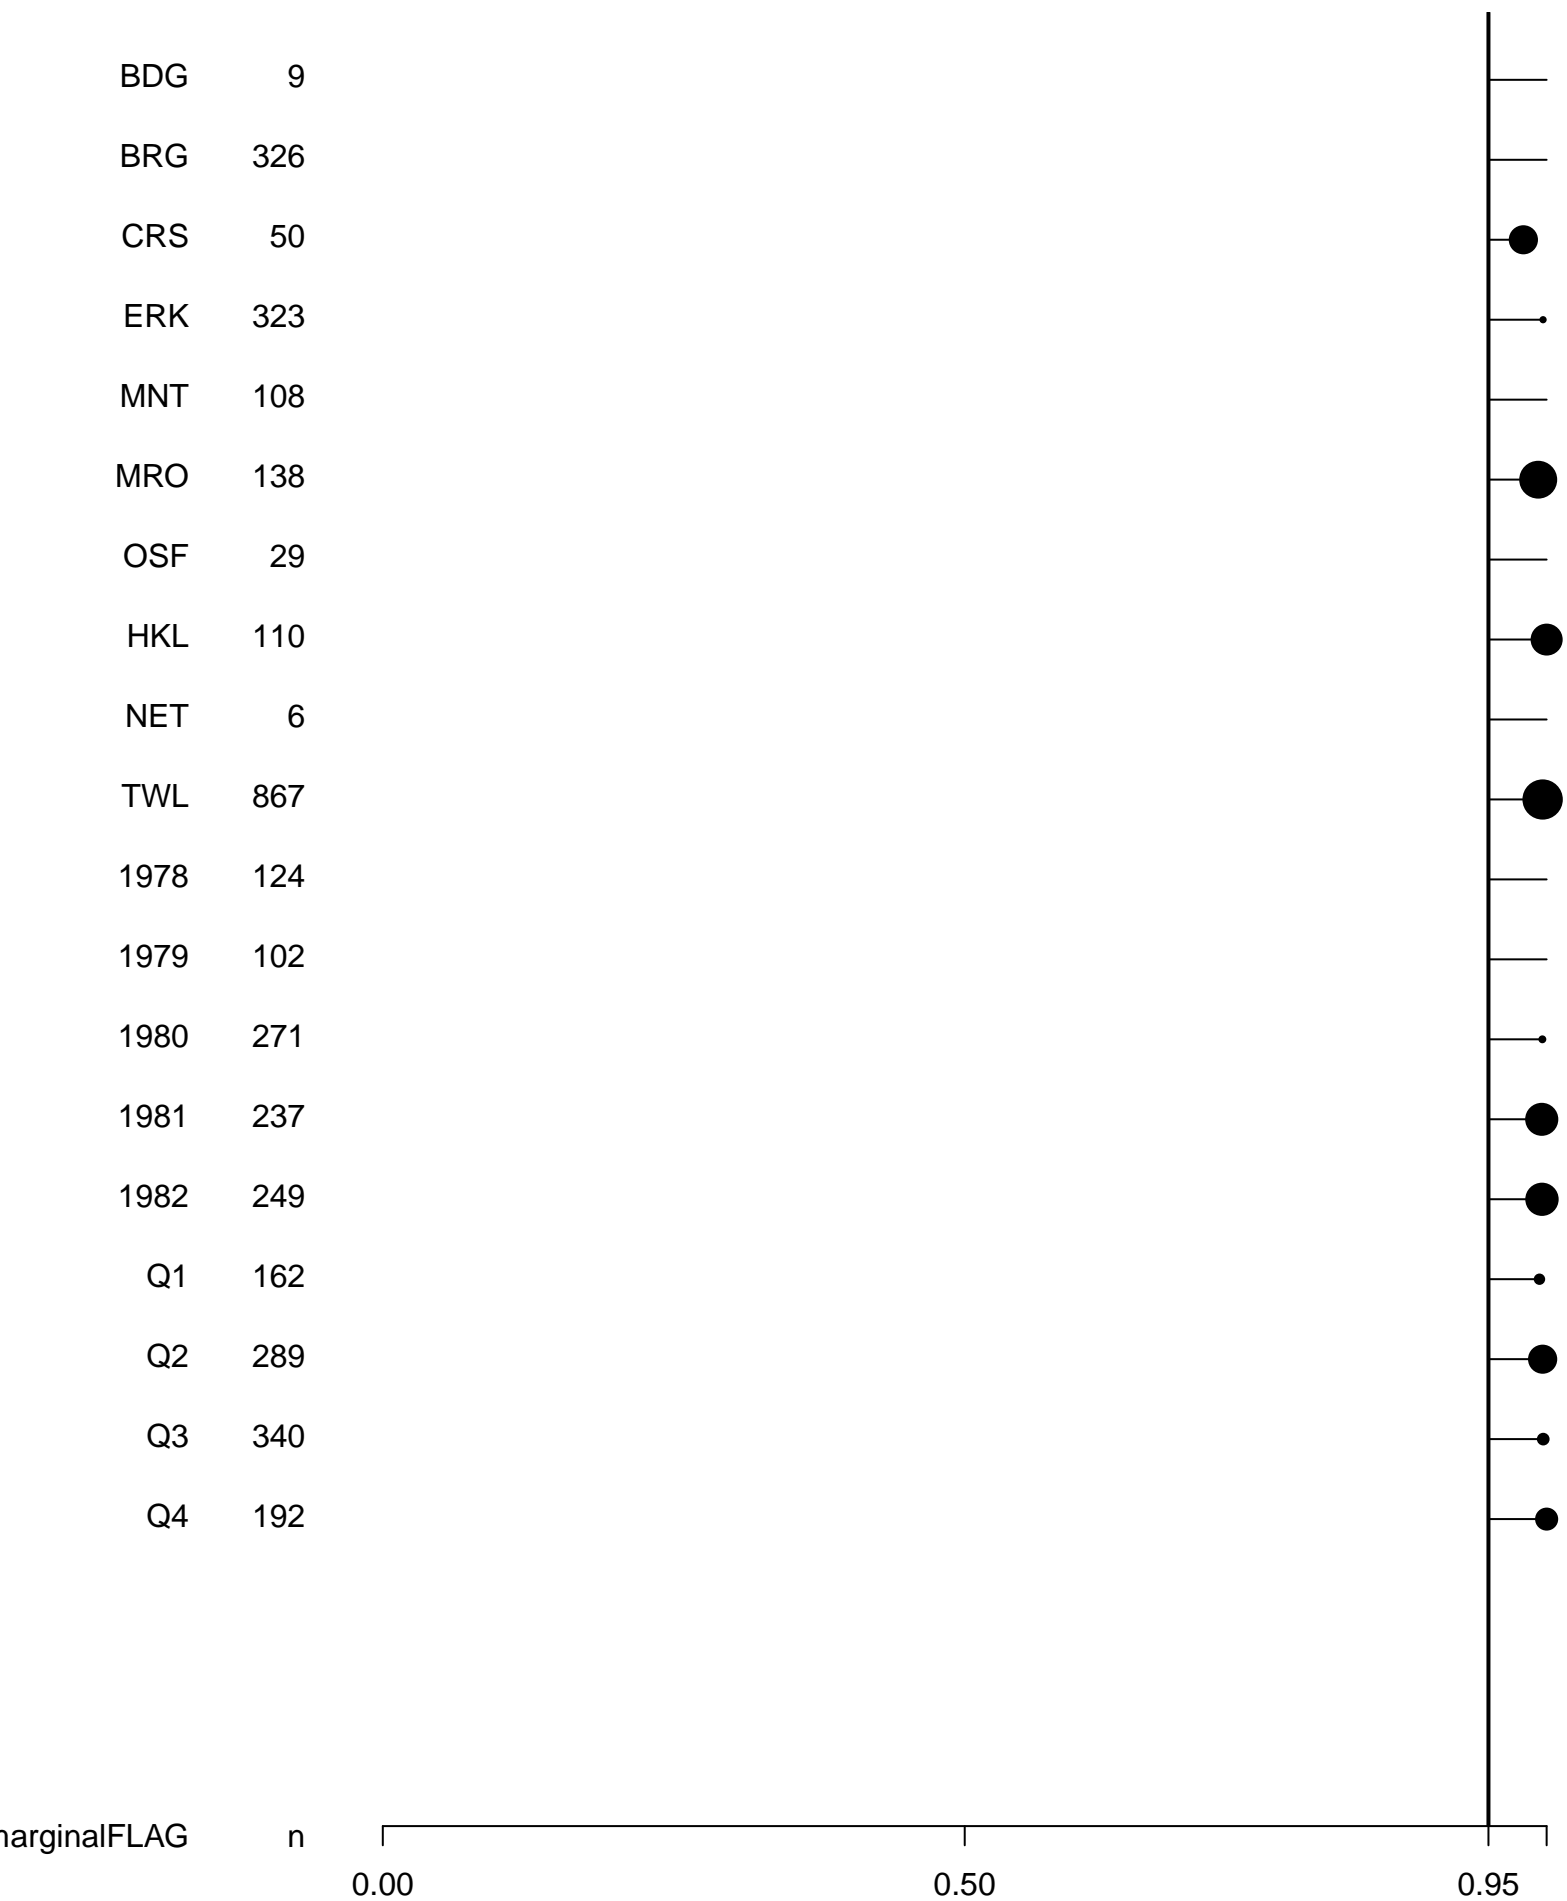 BDG 9
BRG 326
CRS 50
ERK 323
MNT 108
MRO 138
OSF 29
HKL 110
NET 6
TWL 867
1978 124
1979 102
1980 271
1981 237
1982 249
Q1 162
Q2 289
Q3 340
Q4 192
arginalFLAG n
0.00 0.50 0.95